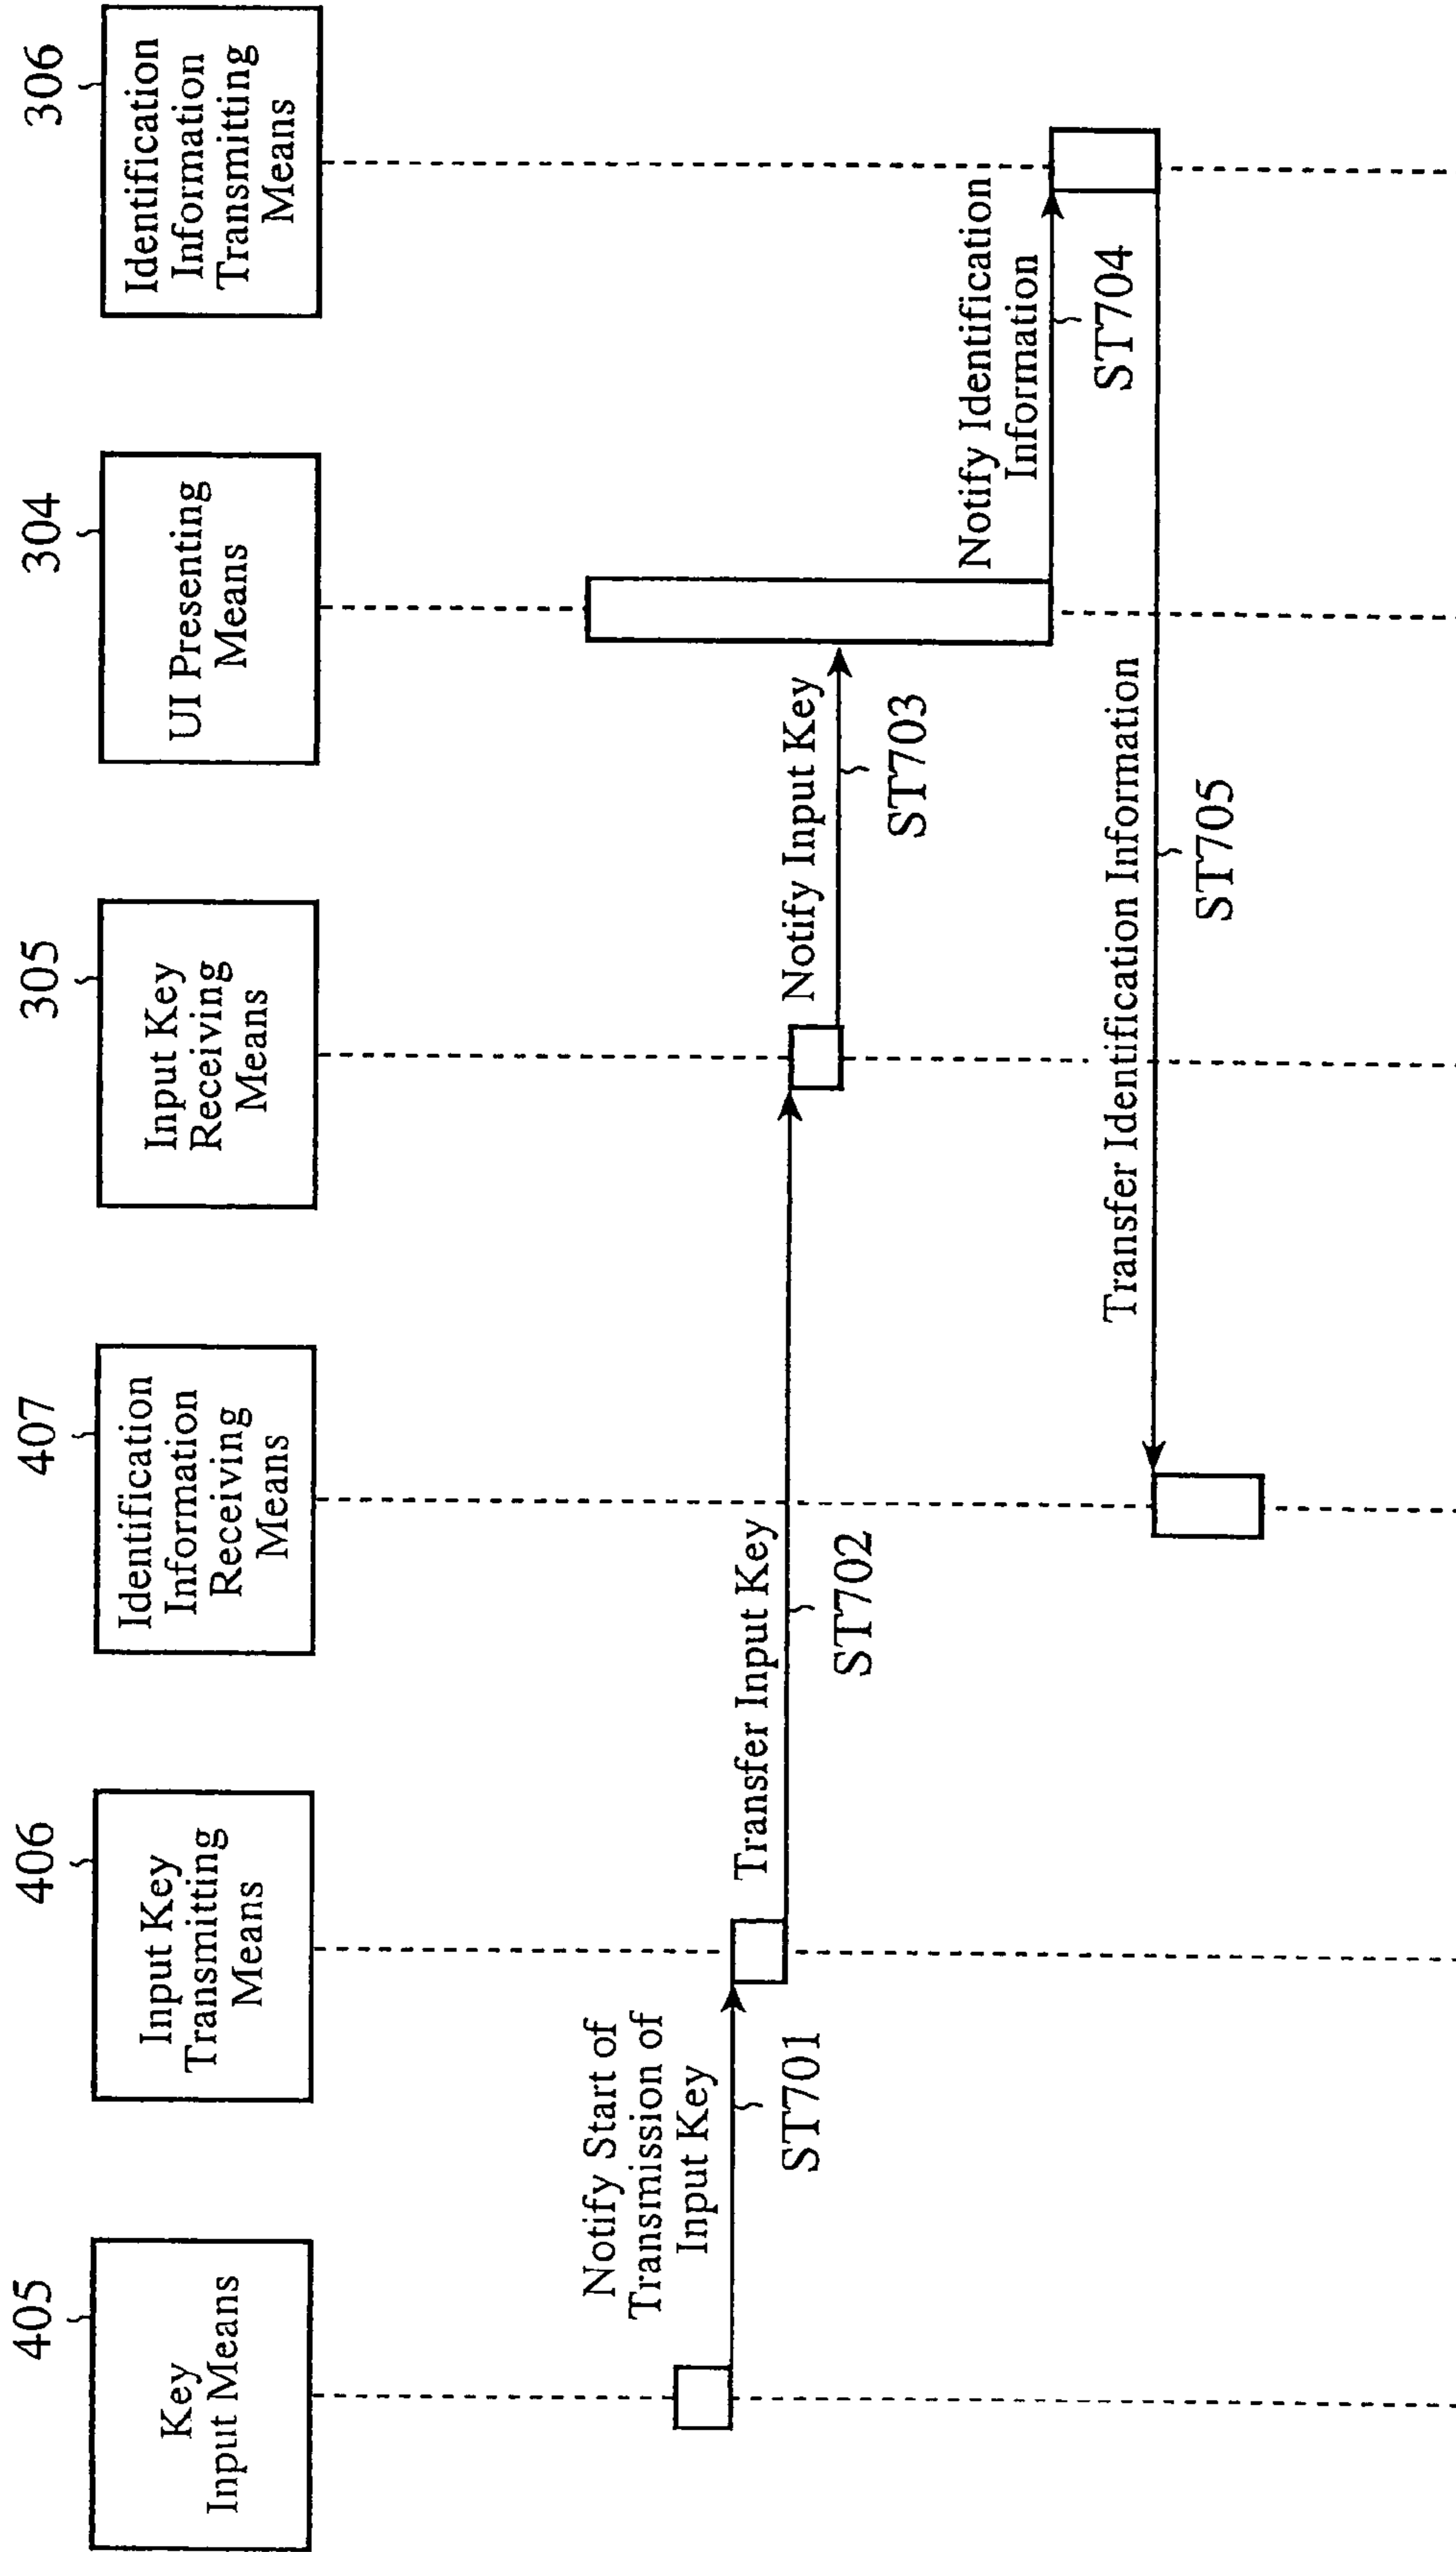 405
Key
Input Means
406
Input Key
Transmitting
Means
407
Identification
Information
Receiving
Means
305
Input Key
Receiving
Means
304
UI Presenting
Means
306
Identification
Information
Transmitting
Means
Notify Start of
Transmission of
Input Key
ST701
Transfer Input Key
ST702
Notify Input Key
ST703
Notify Identification
Information
ST704
Transfer Identification Information
ST705